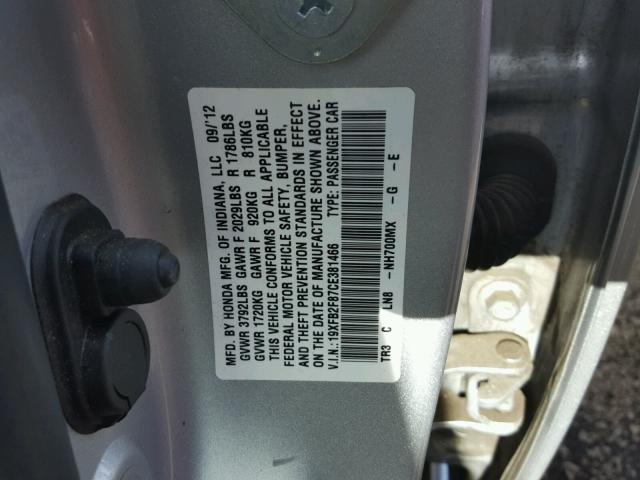 MFD. BY HONDA MFG. OF INDIANA, LLC 09/12
GVWR 3792LBS GAWR F 2029LBS R 1786LBS
GVWR 1720KG GAWR F 920KG R 810KG
THIS VEHICLE CONFORMS TO ALL APPLICABLE
FEDERAL MOTOR VEHICLE SAFETY, BUMPER,
AND THEFT PREVENTION STANDARDS IN EFFECT
ON THE DATE OF MANUFACTURE SHOWN ABOVE.
V.I.N.:19XFB2F87CE381466 TYPE: PASSENGER CAR
TR3 C LN8 -NH700MX -G -E